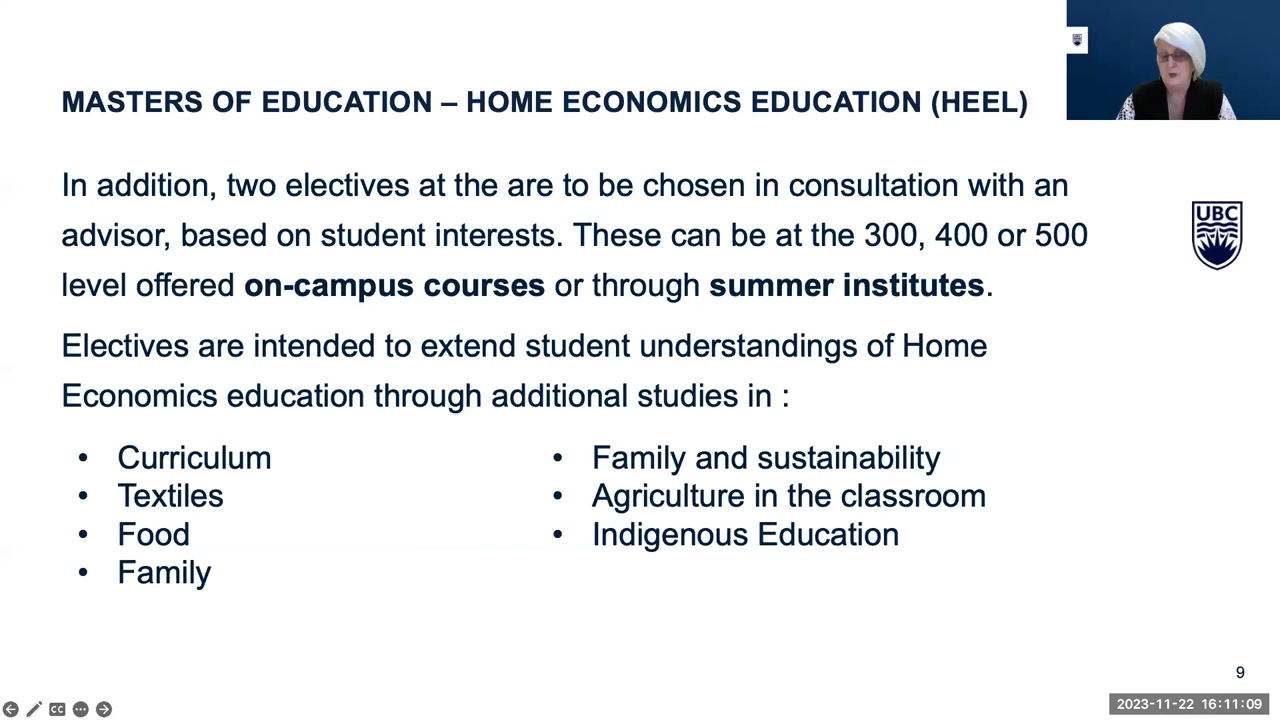 MASTERS OF EDUCATION – HOME ECONOMICS EDUCATION (HEEL)
In addition, two electives at the are to be chosen in consultation with an
advisor, based on student interests. These can be at the 300, 400 or 500
level offered on-campus courses or through summer institutes.
UBC
Electives are intended to extend student understandings of Home
Economics education through additional studies in :
• Curriculum
• Textiles
• Food
• Family
• Family and sustainability
• Agriculture in the classroom
• Indigenous Education
9
CC
2023-11-22 16:11:09